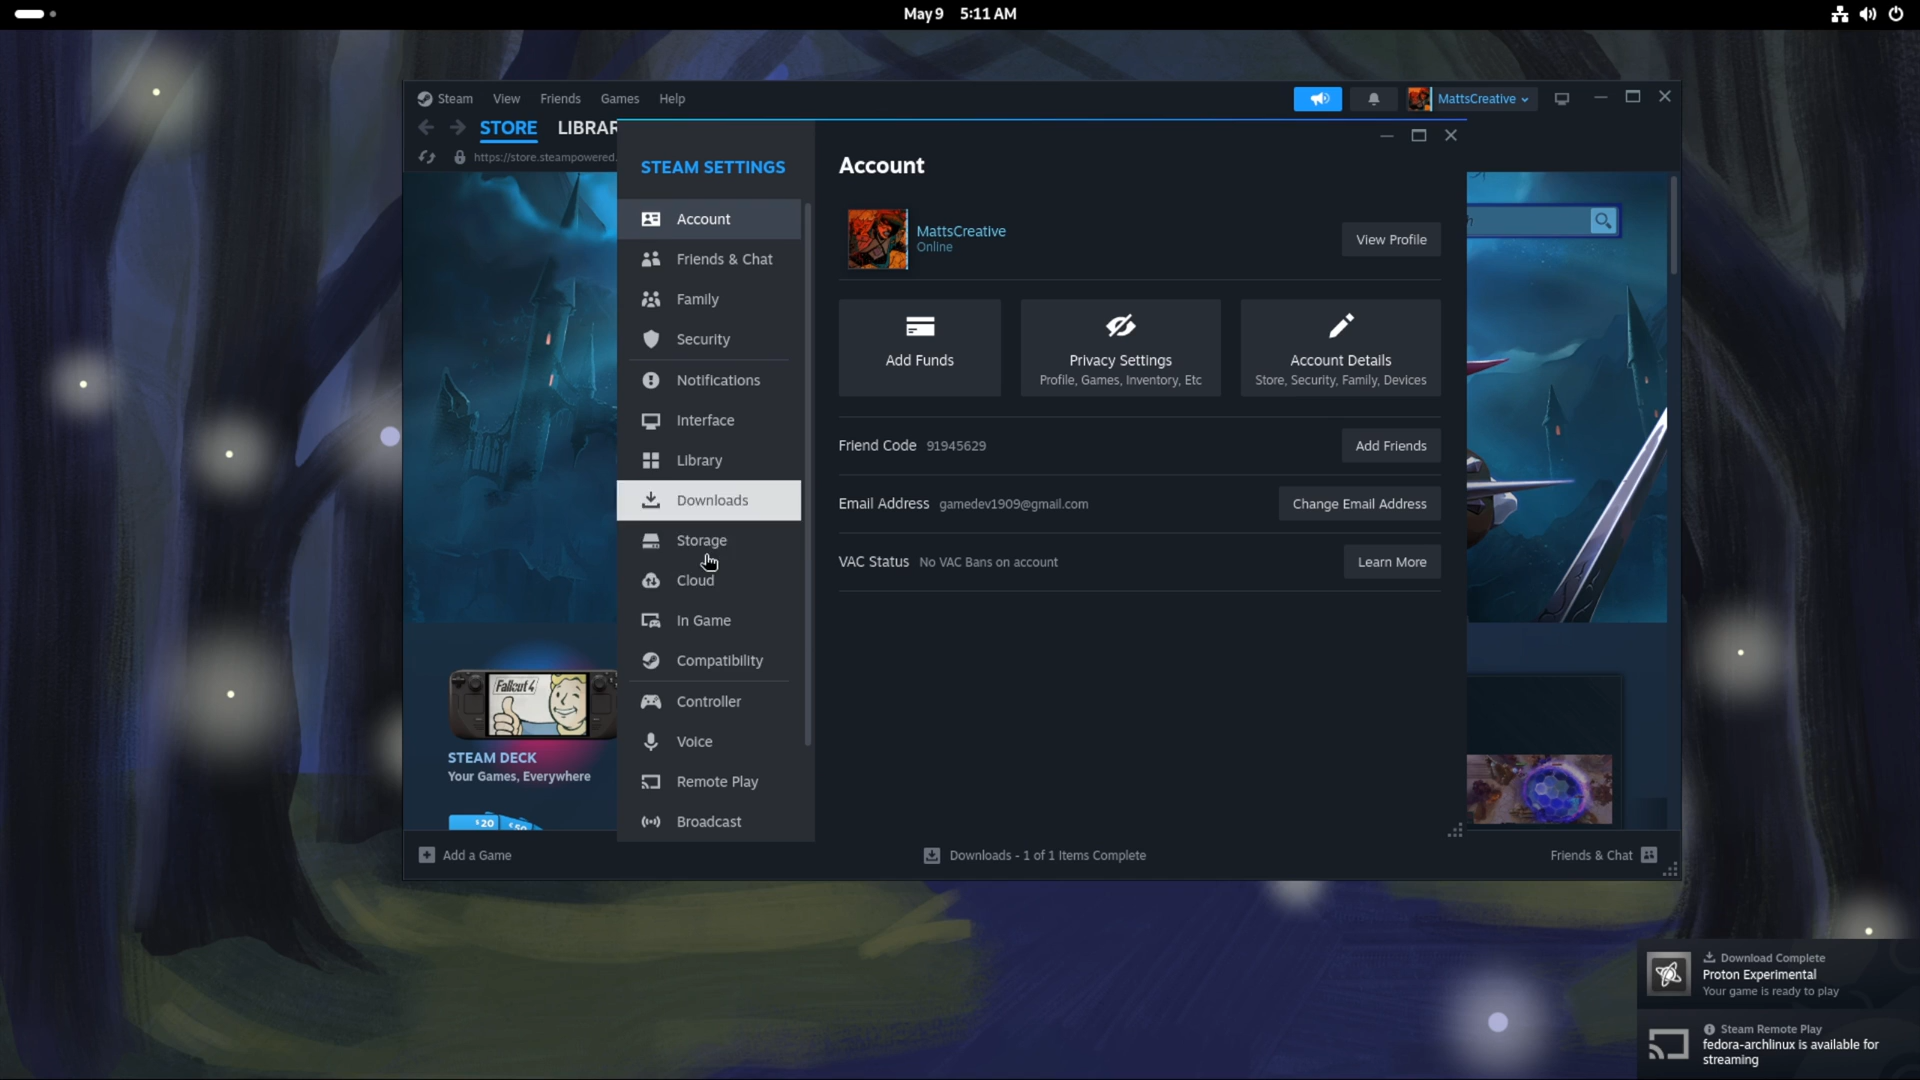 May 9 5:11 AM
Steam View Friends Games Help
MattsCreative
STORE LIBRAR
https://store.steampowered.
STEAM SETTINGS
Account
Friends & Chat
Family
Security
Notifications
Interface
Library
Downloads
Storage
Cloud
In Game
Compatibility
Controller
Voice
Remote Play
Broadcast
Account
MattsCreative
Online
View Profile
Add Funds
Privacy Settings
Profile, Games, Inventory, Etc
Account Details
Store, Security, Family, Devices
Friend Code 91945629
Add Friends
Email Address gamedev1909@gmail.com
Change Email Address
VAC Status No VAC Bans on account
Learn More
Fallout 4
STEAM DECK
Your Games, Everywhere
$20 $50
Add a Game
Downloads - 1 of 1 Items Complete
Friends & Chat
Download Complete
Proton Experimental
Your game is ready to play
Steam Remote Play
fedora-archlinux is available for
streaming